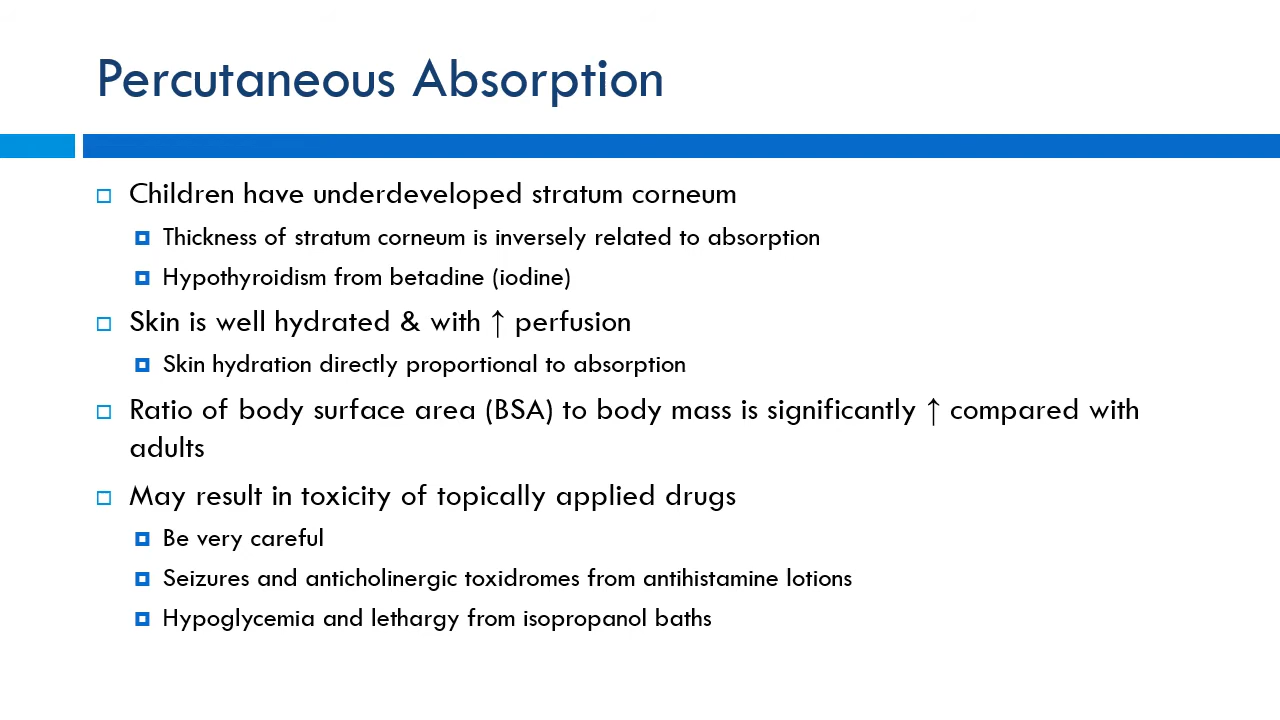 Percutaneous Absorption
Children have underdeveloped stratum corneum
Thickness of stratum corneum is inversely related to absorption
Hypothyroidism from betadine (iodine)
Skin is well hydrated & with ↑ perfusion
Skin hydration directly proportional to absorption
Ratio of body surface area (BSA) to body mass is significantly ↑ compared with
adults
May result in toxicity of topically applied drugs
Be very careful
Seizures and anticholinergic toxidromes from antihistamine lotions
Hypoglycemia and lethargy from isopropanol baths